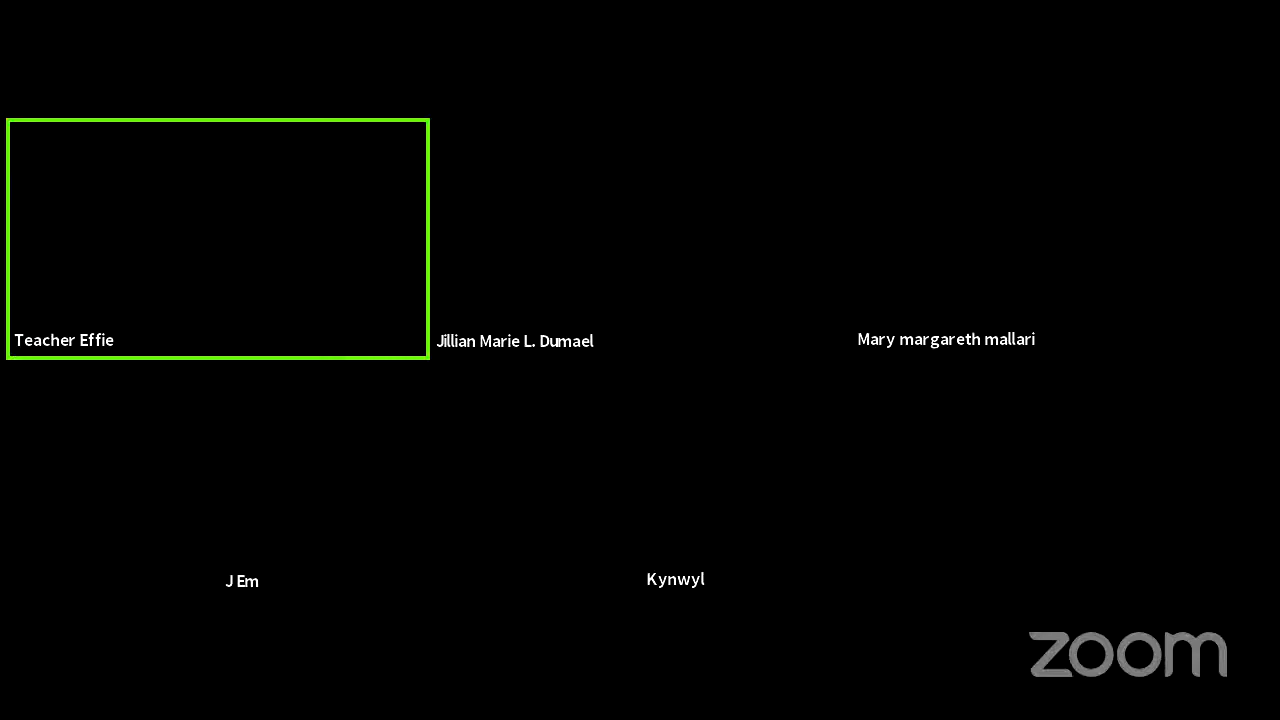 Teacher Effie
Jillian Marie L. Dumael
Mary margareth mallari
J Em
Kynwyl
zoom